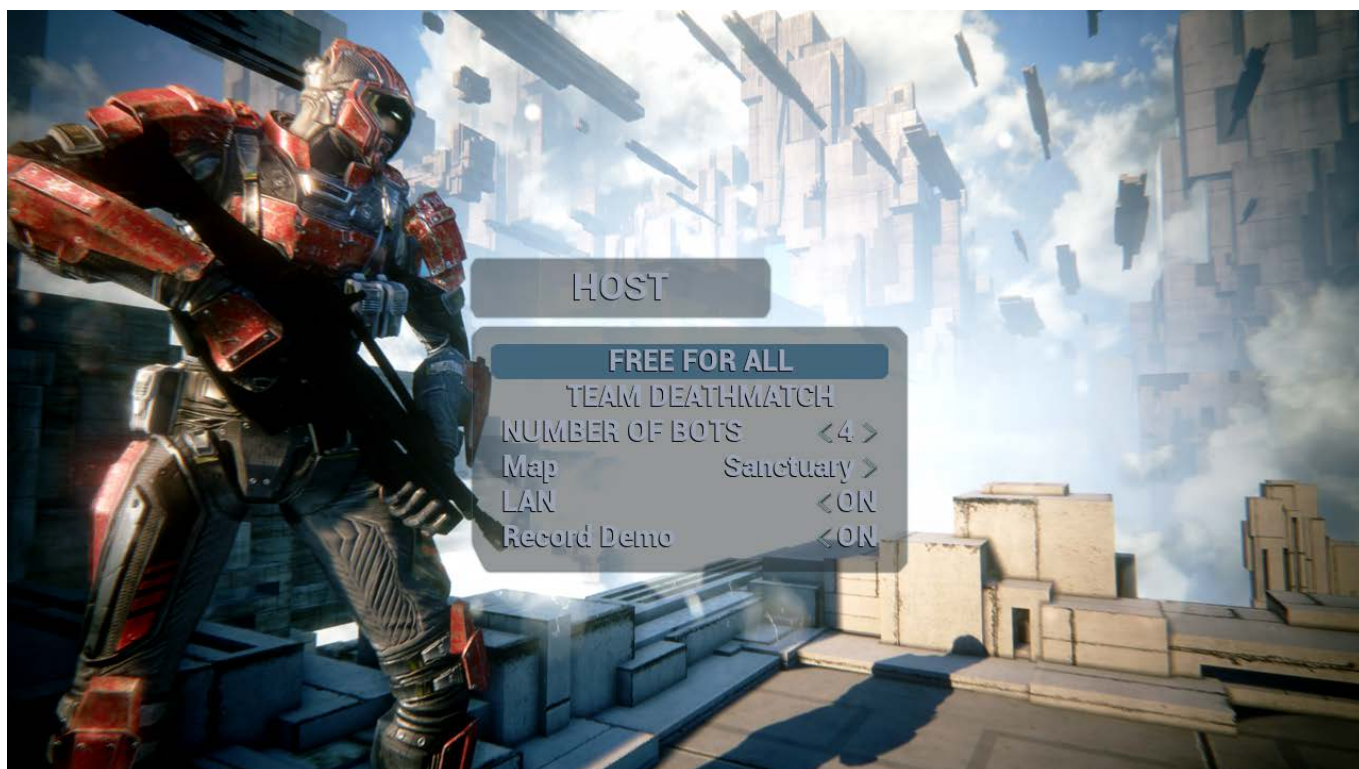 HOST
FREE FOR ALL
TEAM DEATHMATCH
NUMBER OF BOTS < 4 >
Map Sanctuary >
LAN < ON
Record Demo < ON